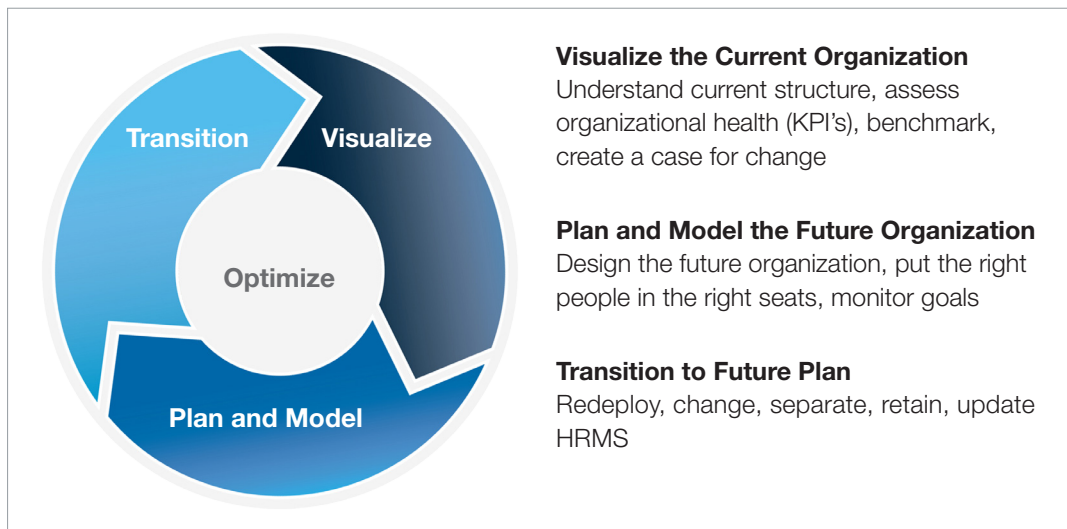 Transition
Visualize
Optimize
Plan and Model
Visualize the Current Organization
Understand current structure, assess
organizational health (KPI's), benchmark,
create a case for change
Plan and Model the Future Organization
Design the future organization, put the right
people in the right seats, monitor goals
Transition to Future Plan
Redeploy, change, separate, retain, update
HRMS